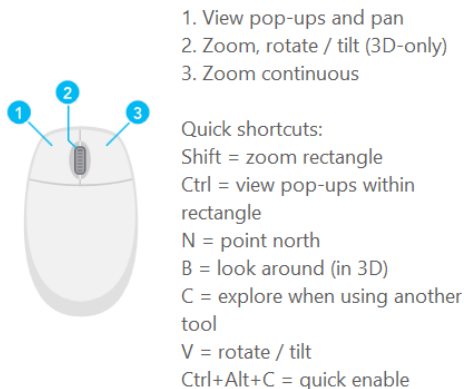 1. View pop-ups and pan
2. Zoom, rotate / tilt (3D-only)
3. Zoom continuous
1
2
3
Quick shortcuts:
Shift = zoom rectangle
Ctrl = view pop-ups within
rectangle
N = point north
B = look around (in 3D)
C = explore when using another
tool
V = rotate / tilt
Ctrl+Alt+C = quick enable